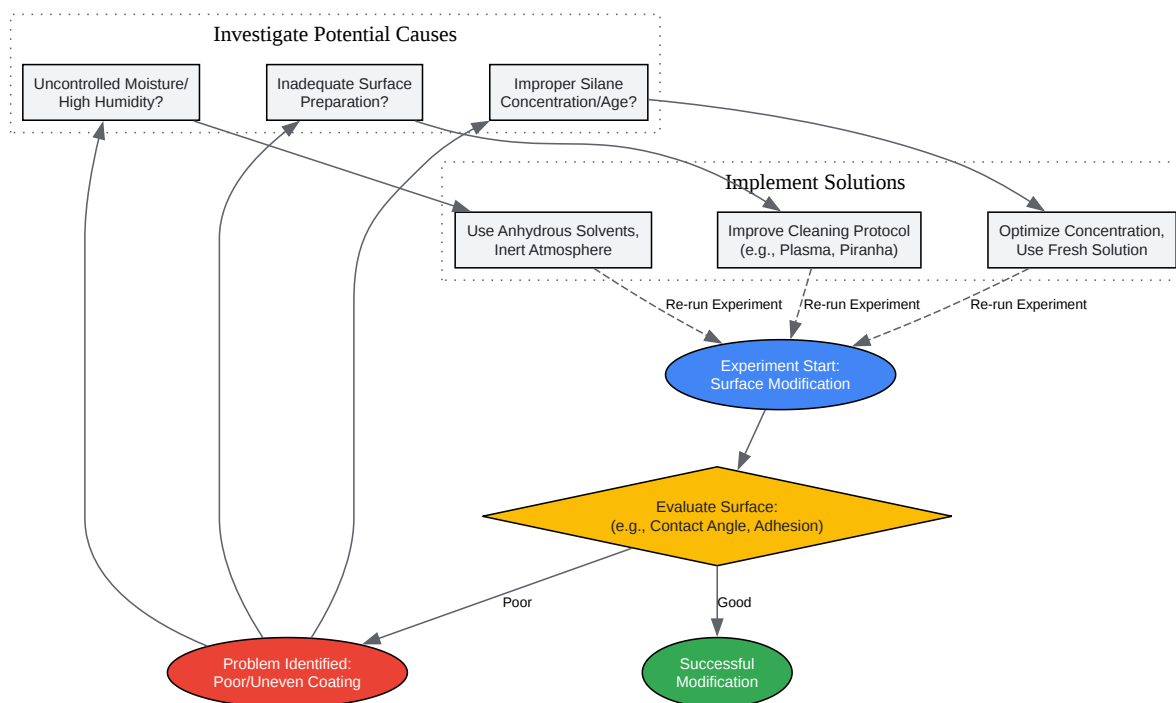 Investigate Potential Causes
Uncontrolled Moisture/
High Humidity?
Inadequate Surface
Preparation?
Improper Silane
Concentration/Age?
Implement Solutions
Use Anhydrous Solvents,
Inert Atmosphere
Improve Cleaning Protocol
(e.g., Plasma, Piranha)
Optimize Concentration,
Use Fresh Solution
Re-run Experiment
Re-run Experiment
Re-run Experiment
Experiment Start:
Surface Modification
Evaluate Surface:
(e.g., Contact Angle, Adhesion)
Poor
Good
Problem Identified:
Poor/Uneven Coating
Successful
Modification